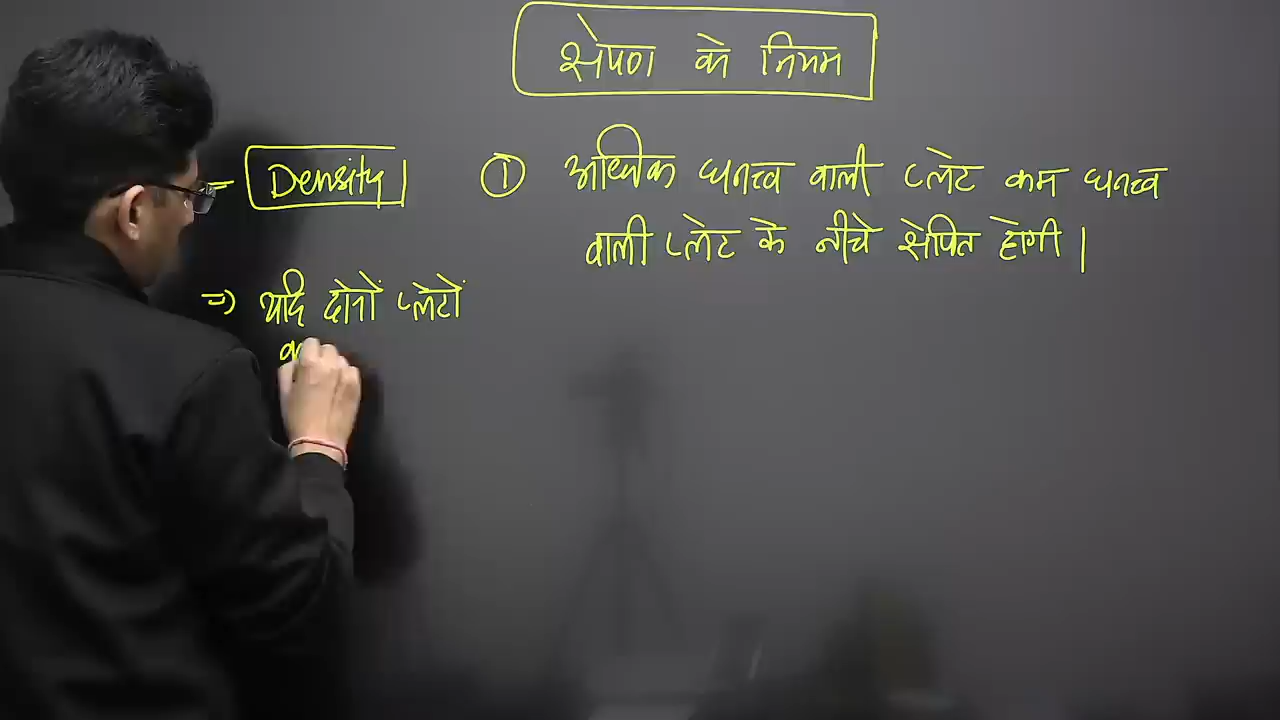 क्षेपण के नियम
= Density
① अधिक घनत्व वाली प्लेट कम घनत्व
वाली प्लेट के नीचे क्षेपित होगी।
=> यदि दोनों प्लेटों